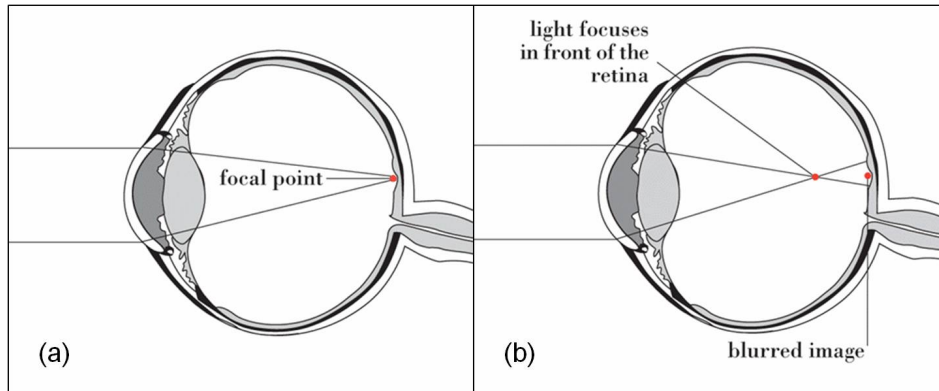 focal point
(a)
light focuses
in front of the
retina
blurred image
(b)